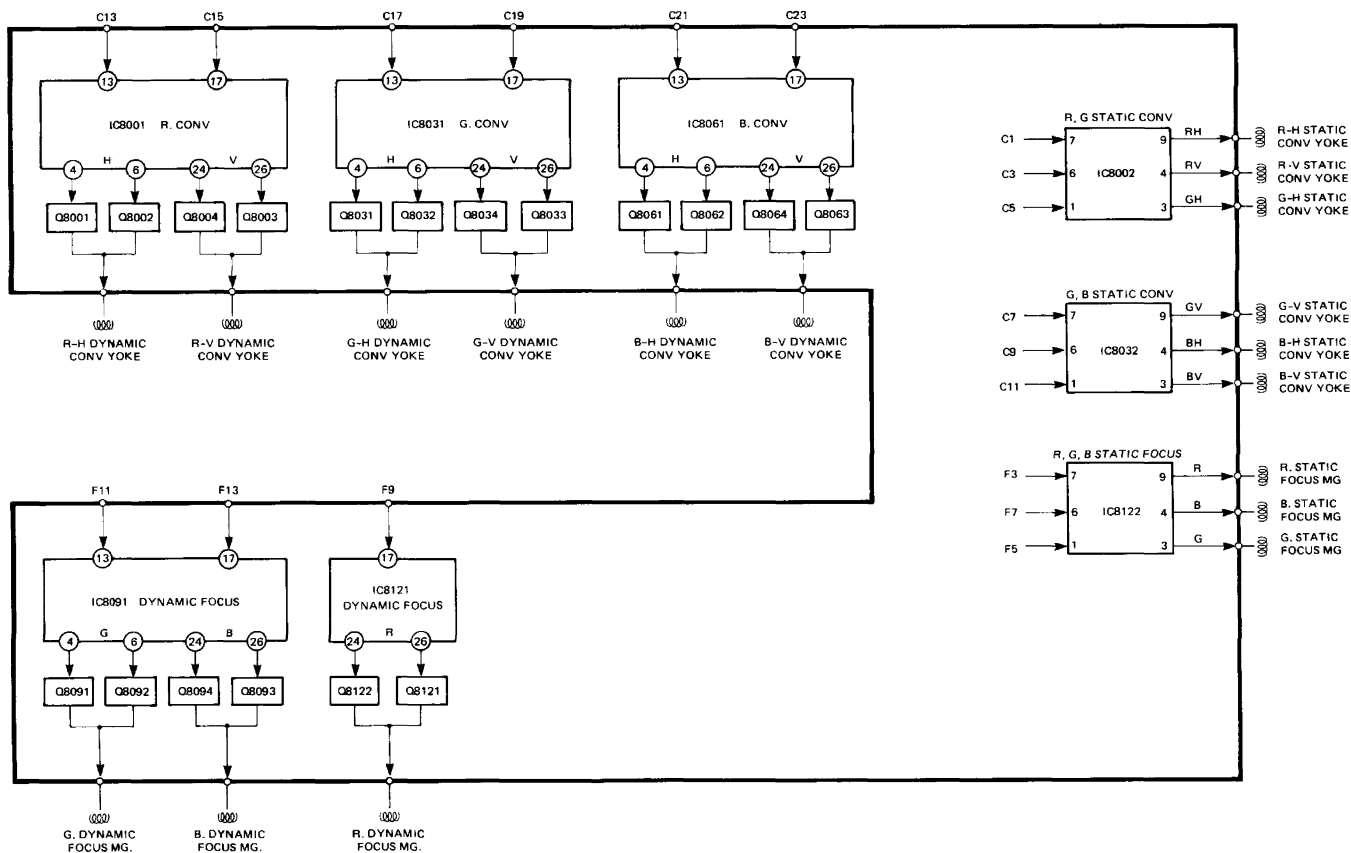 C13 C15 C17 C19 C21 C23
13 17 13 17 13 17
IC8001 R. CONV
IC8031 G. CONV
IC8061 B. CONV
4 H 6 24 V 26
4 H 6 24 V 26
4 H 6 24 V 26
Q8001 Q8002 Q8004 Q8003
Q8031 Q8032 Q8034 Q8033
Q8061 Q8062 Q8064 Q8063
R-H DYNAMIC
CONV YOKE
R-V DYNAMIC
CONV YOKE
G-H DYNAMIC
CONV YOKE
G-V DYNAMIC
CONV YOKE
B-H DYNAMIC
CONV YOKE
B-V DYNAMIC
CONV YOKE
R, G STATIC CONV
C1 7 9 RH
C3 6 IC8002 4 RV
C5 1 3 GH
R-H STATIC
CONV YOKE
R-V STATIC
CONV YOKE
G-H STATIC
CONV YOKE
G, B STATIC CONV
C7 7 9 GV
C9 6 IC8032 4 BH
C11 1 3 BV
G-V STATIC
CONV YOKE
B-H STATIC
CONV YOKE
B-V STATIC
CONV YOKE
R, G, B STATIC FOCUS
F3 7 9 R
F7 6 IC8122 4 B
F5 1 3 G
R. STATIC
FOCUS MG
B. STATIC
FOCUS MG
G. STATIC
FOCUS MG
F11 F13 F9
13 17 17
IC8091 DYNAMIC FOCUS
IC8121
DYNAMIC FOCUS
4 G 6 24 B 26
24 R 26
Q8091 Q8092 Q8094 Q8093
Q8122 Q8121
G. DYNAMIC
FOCUS MG.
B. DYNAMIC
FOCUS MG.
R. DYNAMIC
FOCUS MG.